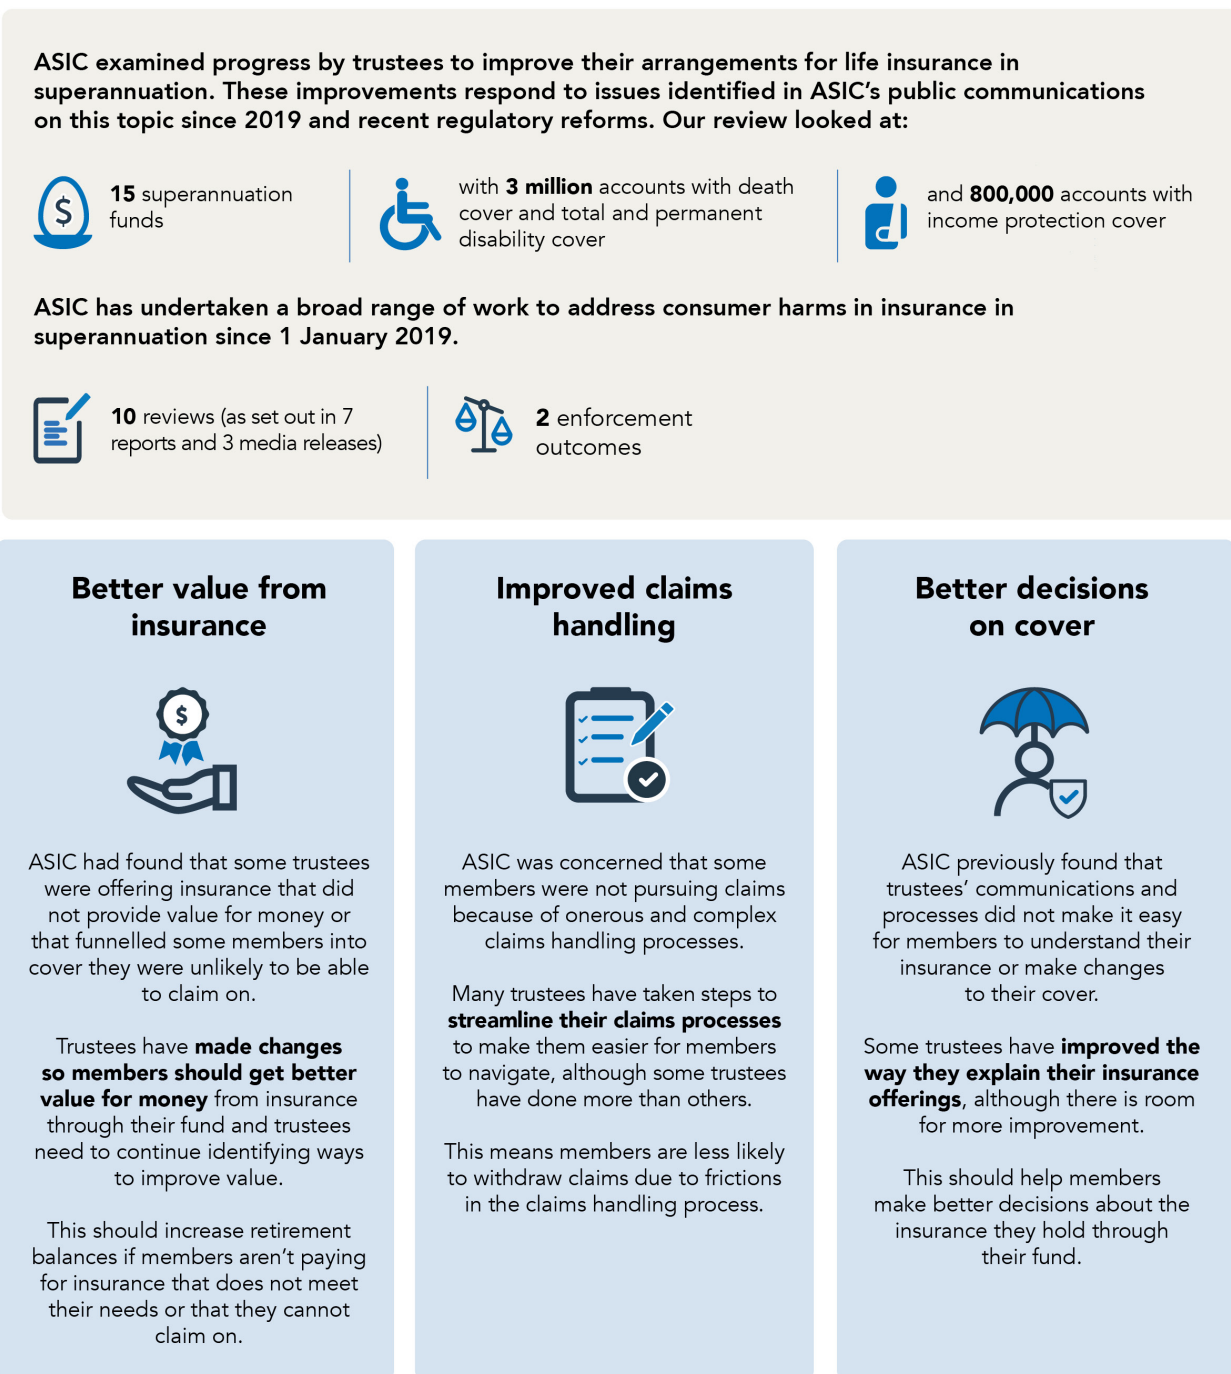 ASIC examined progress by trustees to improve their arrangements for life insurance in
superannuation. These improvements respond to issues identified in ASIC’s public communications
on this topic since 2019 and recent regulatory reforms. Our review looked at:
$
15 superannuation
funds
with 3 million accounts with death
cover and total and permanent
disability cover
and 800,000 accounts with
income protection cover
ASIC has undertaken a broad range of work to address consumer harms in insurance in
superannuation since 1 January 2019.
10 reviews (as set out in 7
reports and 3 media releases)
2 enforcement
outcomes
Better value from
insurance
$
ASIC had found that some trustees
were offering insurance that did
not provide value for money or
that funnelled some members into
cover they were unlikely to be able
to claim on.
Trustees have made changes
so members should get better
value for money from insurance
through their fund and trustees
need to continue identifying ways
to improve value.
This should increase retirement
balances if members aren’t paying
for insurance that does not meet
their needs or that they cannot
claim on.
Improved claims
handling
ASIC was concerned that some
members were not pursuing claims
because of onerous and complex
claims handling processes.
Many trustees have taken steps to
streamline their claims processes
to make them easier for members
to navigate, although some trustees
have done more than others.
This means members are less likely
to withdraw claims due to frictions
in the claims handling process.
Better decisions
on cover
ASIC previously found that
trustees’ communications and
processes did not make it easy
for members to understand their
insurance or make changes
to their cover.
Some trustees have improved the
way they explain their insurance
offerings, although there is room
for more improvement.
This should help members
make better decisions about the
insurance they hold through
their fund.